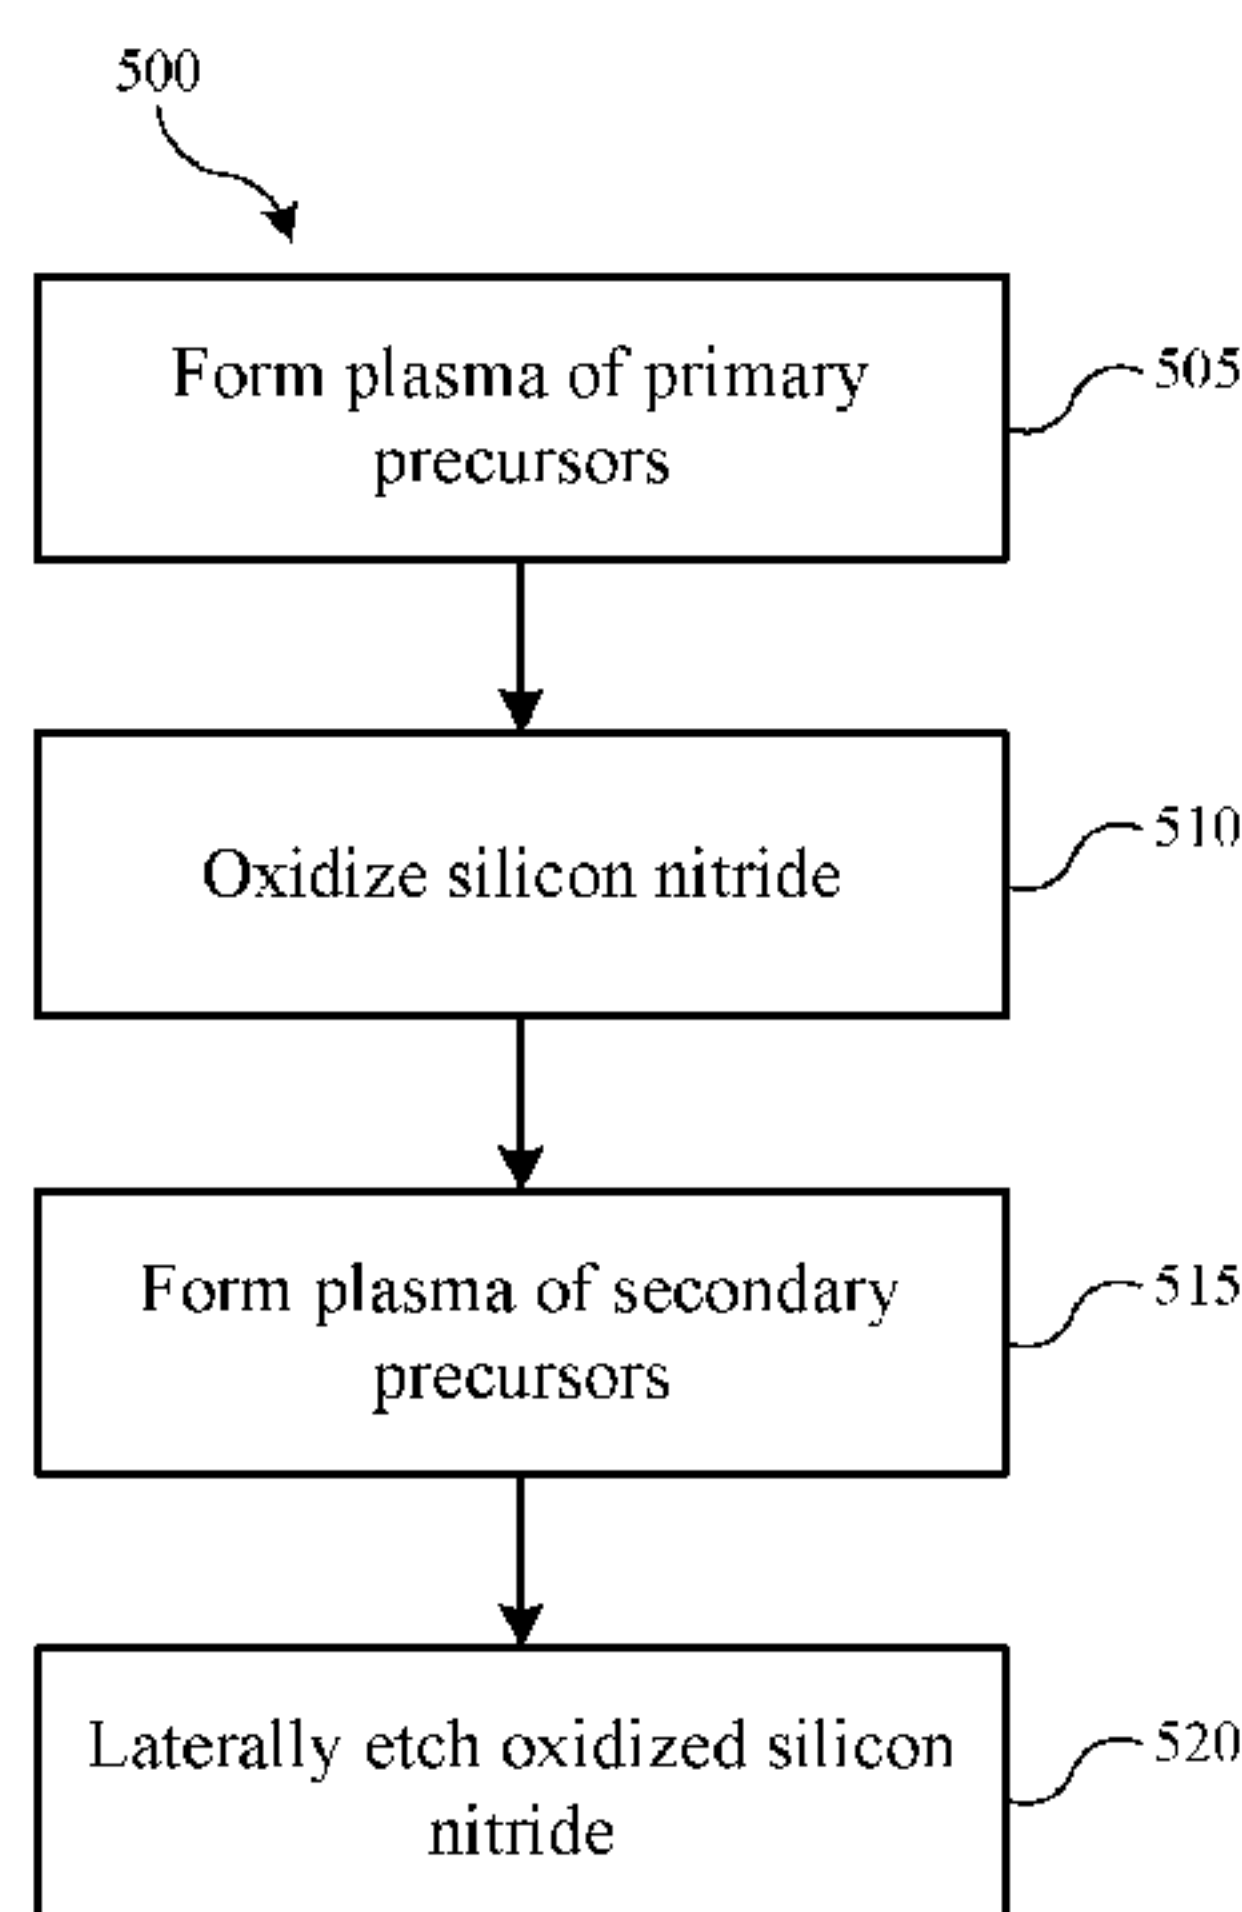 500
Form plasma of primary
precursors
505
Oxidize silicon nitride
510
Form plasma of secondary
precursors
515
Laterally etch oxidized silicon
nitride
520